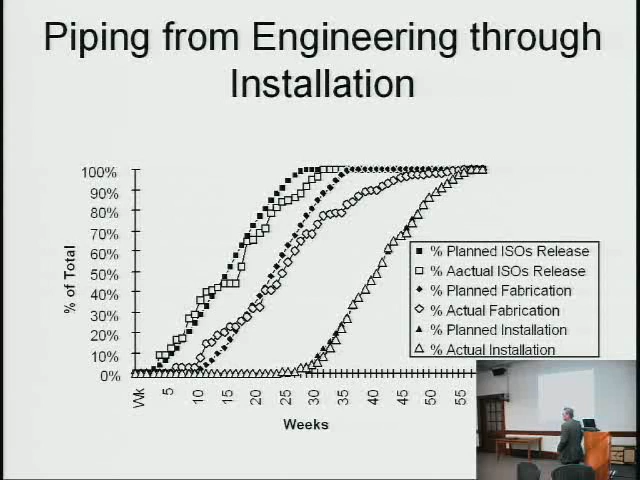 Piping from Engineering through
Installation
100%
90%
80%
70%
60%
50%
40%
30%
20%
10%
0%
% of Total
Wk
5
10
15
20
25
30
35
40
45
50
55
Weeks
% Planned ISOs Release
% Aactual ISOs Release
% Planned Fabrication
% Actual Fabrication
% Planned Installation
% Actual Installation